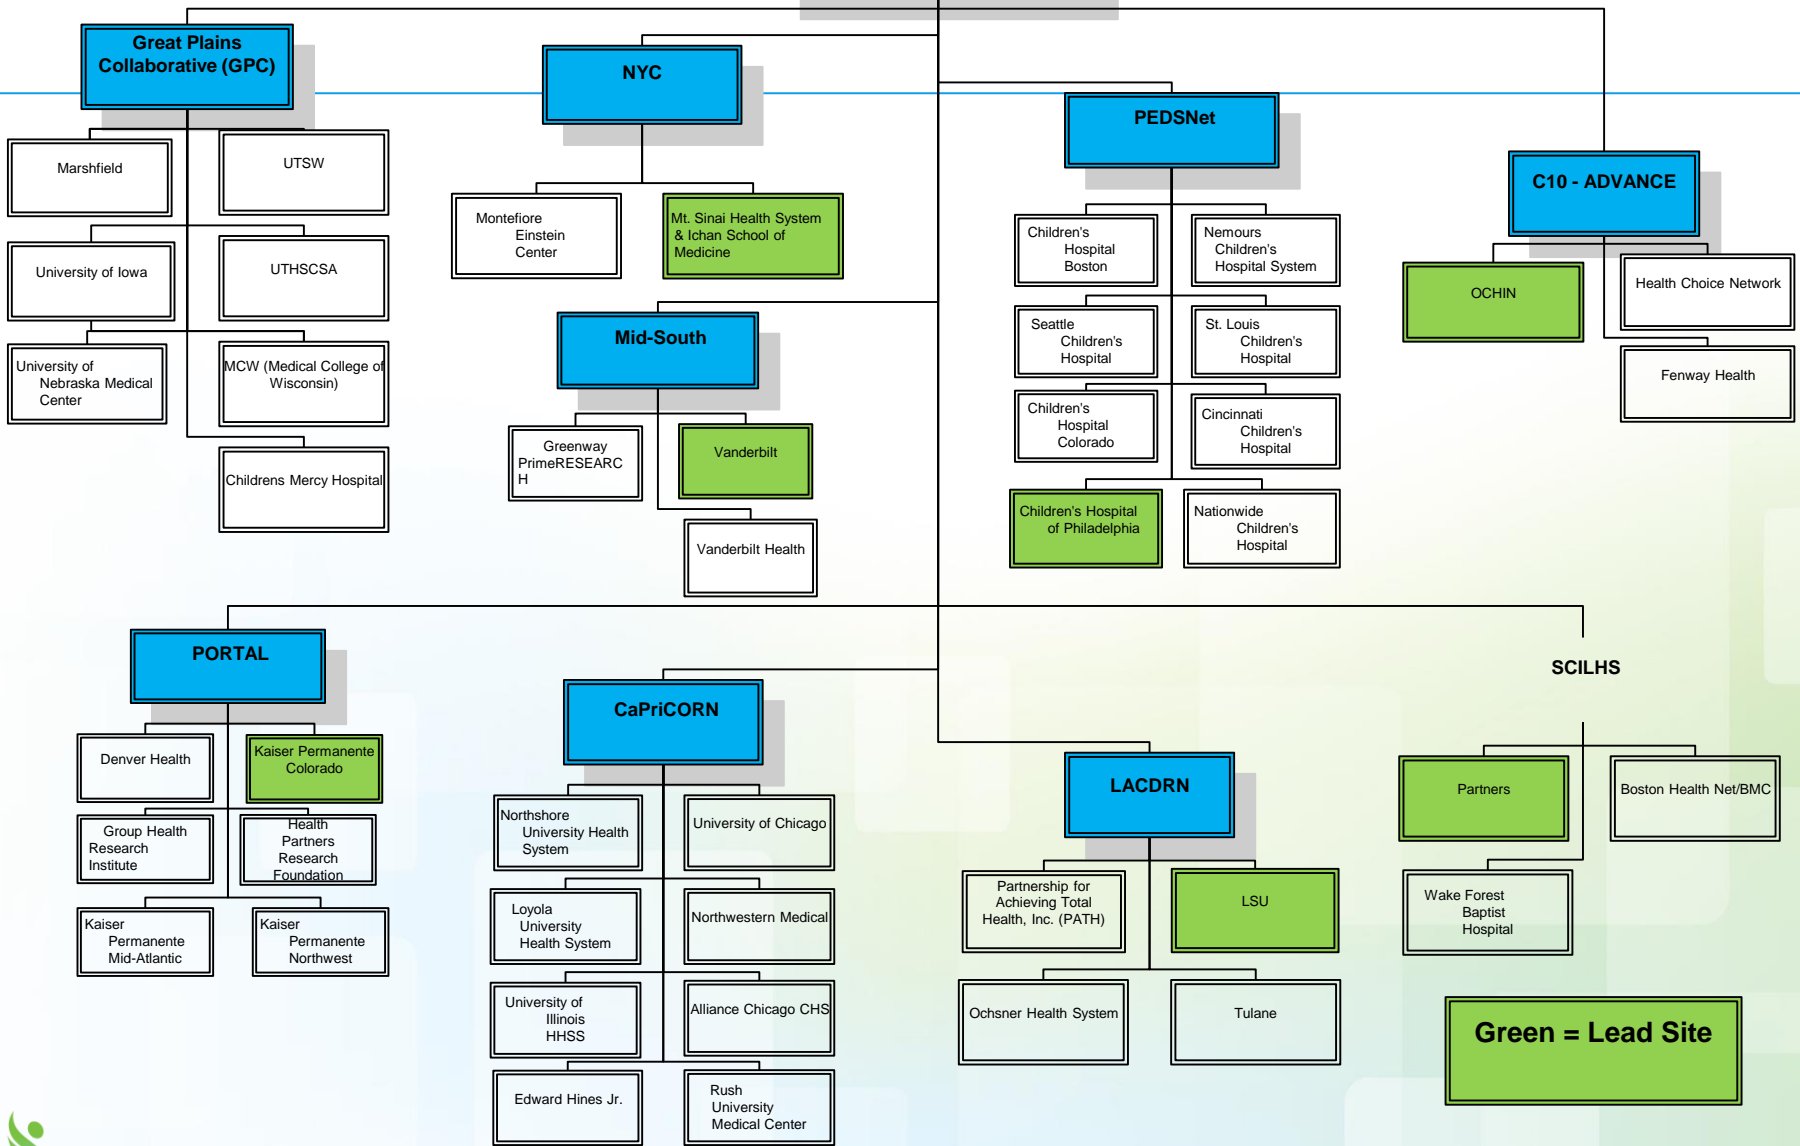 Great Plains
Collaborative (GPC)
Marshfield
UTSW
University of Iowa
UTHSCSA
University of
Nebraska Medical
Center
MCW (Medical College of
Wisconsin)
Childrens Mercy Hospital
NYC
Montefiore
Einstein
Center
Mt. Sinai Health System
& Ichan School of
Medicine
Mid-South
Greenway
PrimeRESEARC
H
Vanderbilt
Vanderbilt Health
PEDSNet
Children's
Hospital
Boston
Nemours
Children's
Hospital System
Seattle
Children's
Hospital
St. Louis
Children's
Hospital
Children's
Hospital
Colorado
Cincinnati
Children's
Hospital
Children's Hospital
of Philadelphia
Nationwide
Children's
Hospital
C10 - ADVANCE
OCHIN
Health Choice Network
Fenway Health
PORTAL
Denver Health
Kaiser Permanente
Colorado
Group Health
Research
Institute
Health
Partners
Research
Foundation
Kaiser
Permanente
Mid-Atlantic
Kaiser
Permanente
Northwest
CaPriCORN
Northshore
University Health
System
University of Chicago
Loyola
University
Health System
Northwestern Medical
University of
Illinois
HHSS
Alliance Chicago CHS
Edward Hines Jr.
Rush
University
Medical Center
LACDRN
Partnership for
Achieving Total
Health, Inc. (PATH)
LSU
Ochsner Health System
Tulane
SCILHS
Partners
Boston Health Net/BMC
Wake Forest
Baptist
Hospital
Green = Lead Site